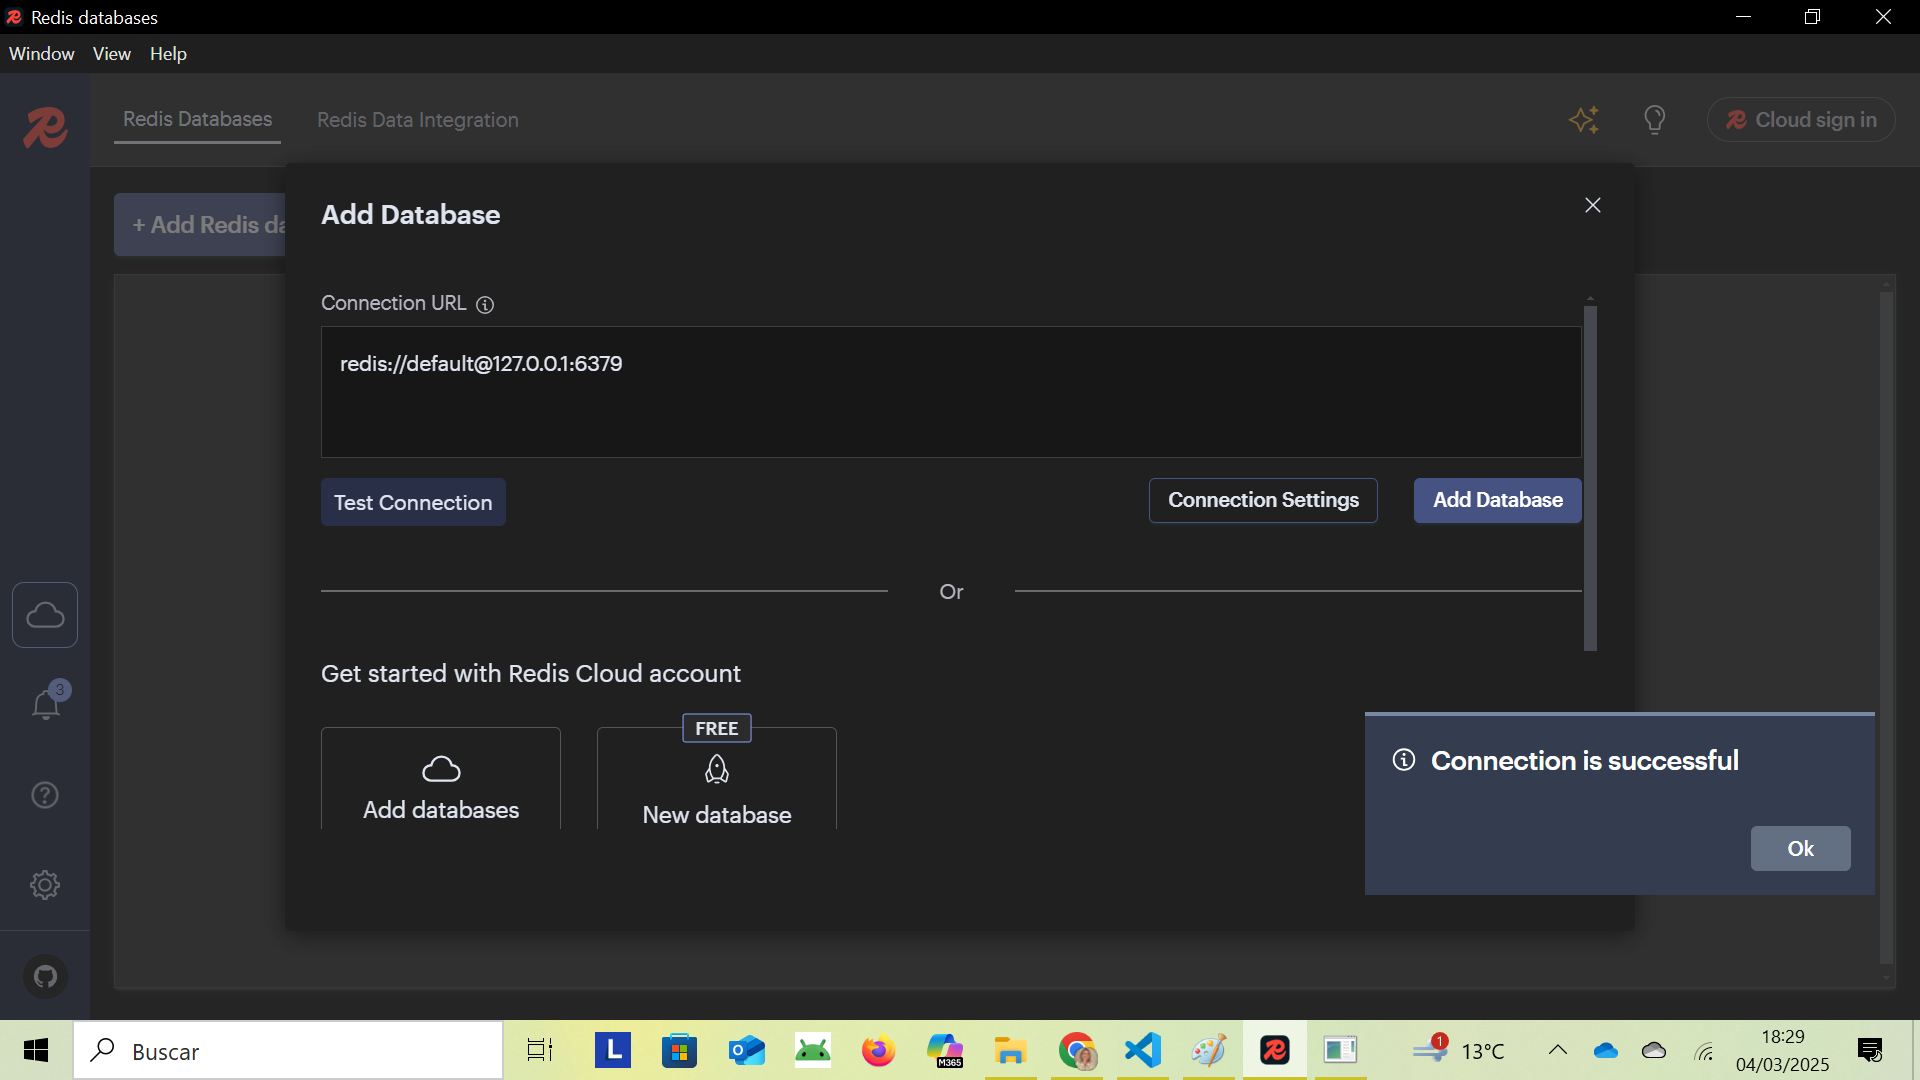 Redis databases
Window View Help
Redis Databases Redis Data Integration
Cloud sign in
+ Add Redis da
Add Database
Connection URL
redis://default@127.0.0.1:6379
Test Connection Connection Settings Add Database
Or
Get started with Redis Cloud account
FREE
Add databases New database
3
Connection is successful
Ok
Buscar
L
M365
1
13°C
18:29
04/03/2025